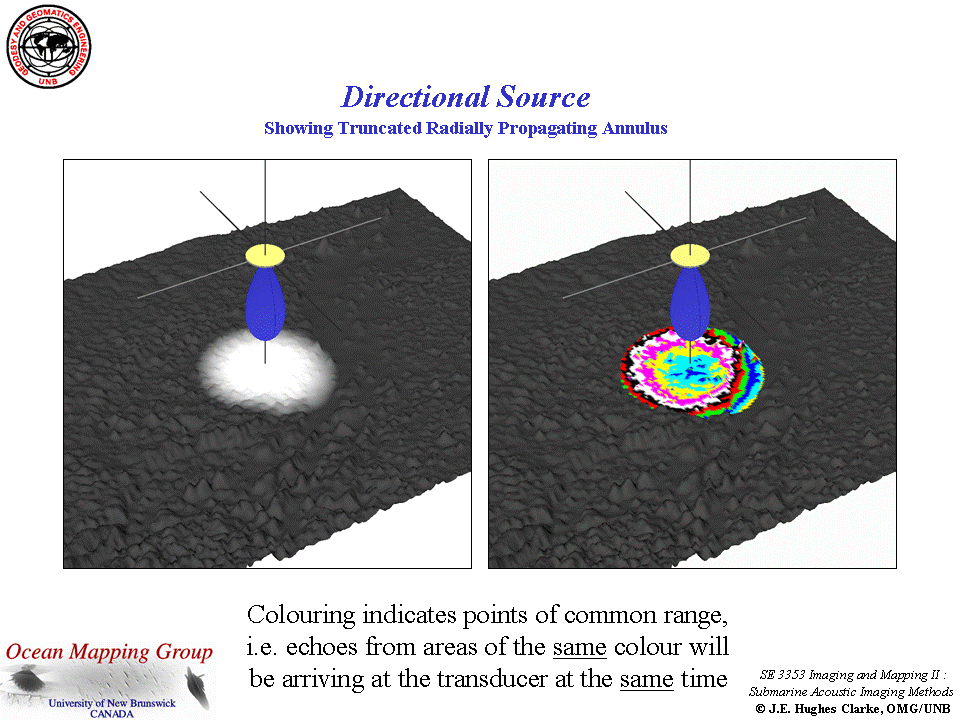 GEODESY AND GEOMATICS ENGINEERING
UNB
Directional Source
Showing Truncated Radially Propagating Annulus
Colouring indicates points of common range,
i.e. echoes from areas of the same colour will
be arriving at the transducer at the same time
Ocean Mapping Group
University of New Brunswick
CANADA
SE 3353 Imaging and Mapping II :
Submarine Acoustic Imaging Methods
© J.E. Hughes Clarke, OMG/UNB